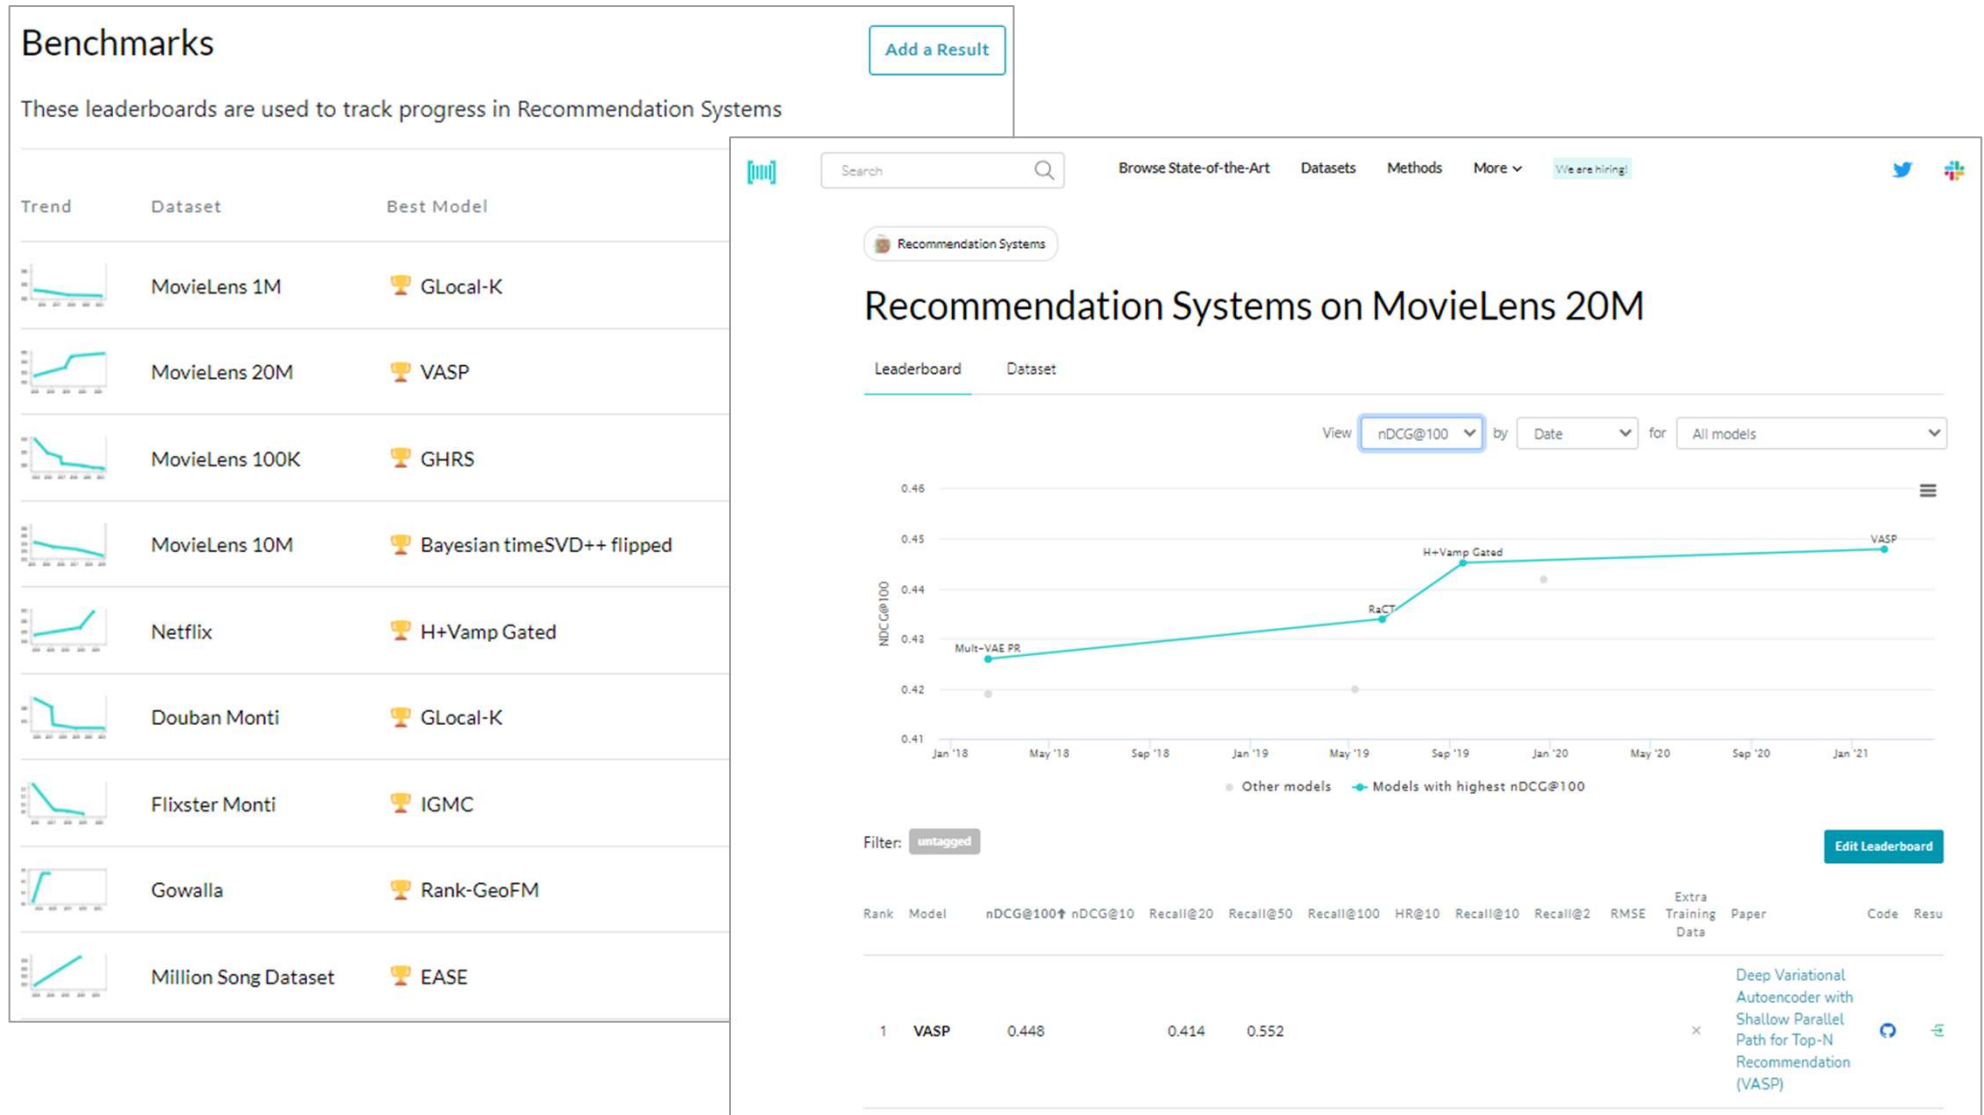 Benchmarks
Add a Result
These leaderboards are used to track progress in Recommendation Systems
Trend Dataset Best Model
MovieLens 1M GLocal-K
MovieLens 20M VASP
MovieLens 100K GHRS
MovieLens 10M Bayesian timeSVD++ flipped
Netflix H+Vamp Gated
Douban Monti GLocal-K
Flixster Monti IGMC
Gowalla Rank-GeoFM
Million Song Dataset EASE
Search
Browse State-of-the-Art Datasets Methods More We are hiring!
Recommendation Systems
Recommendation Systems on MovieLens 20M
Leaderboard Dataset
View nDCG@100 by Date for All models
NDCG@100
0.46
0.45
0.44
0.43
0.42
0.41
Mult-VAE PR
RaCT
H+Vamp Gated
VASP
Jan '18 May '18 Sep '18 Jan '19 May '19 Sep '19 Jan '20 May '20 Sep '20 Jan '21
Other models Models with highest nDCG@100
Filter: untagged
Edit Leaderboard
Rank Model nDCG@100↑ nDCG@10 Recall@20 Recall@50 Recall@100 HR@10 Recall@10 Recall@2 RMSE Extra Training Data Paper Code Resu
1 VASP 0.448 0.414 0.552 ×
Deep Variational
Autoencoder with
Shallow Parallel
Path for Top-N
Recommendation
(VASP)